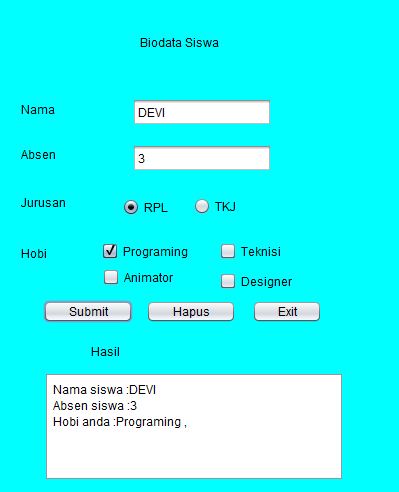 Biodata Siswa
Nama
DEVI
Absen
3
Jurusan
RPL
TKJ
Hobi
Programing
Teknisi
Animator
Designer
Submit
Hapus
Exit
Hasil
Nama siswa :DEVI
Absen siswa :3
Hobi anda :Programing ,